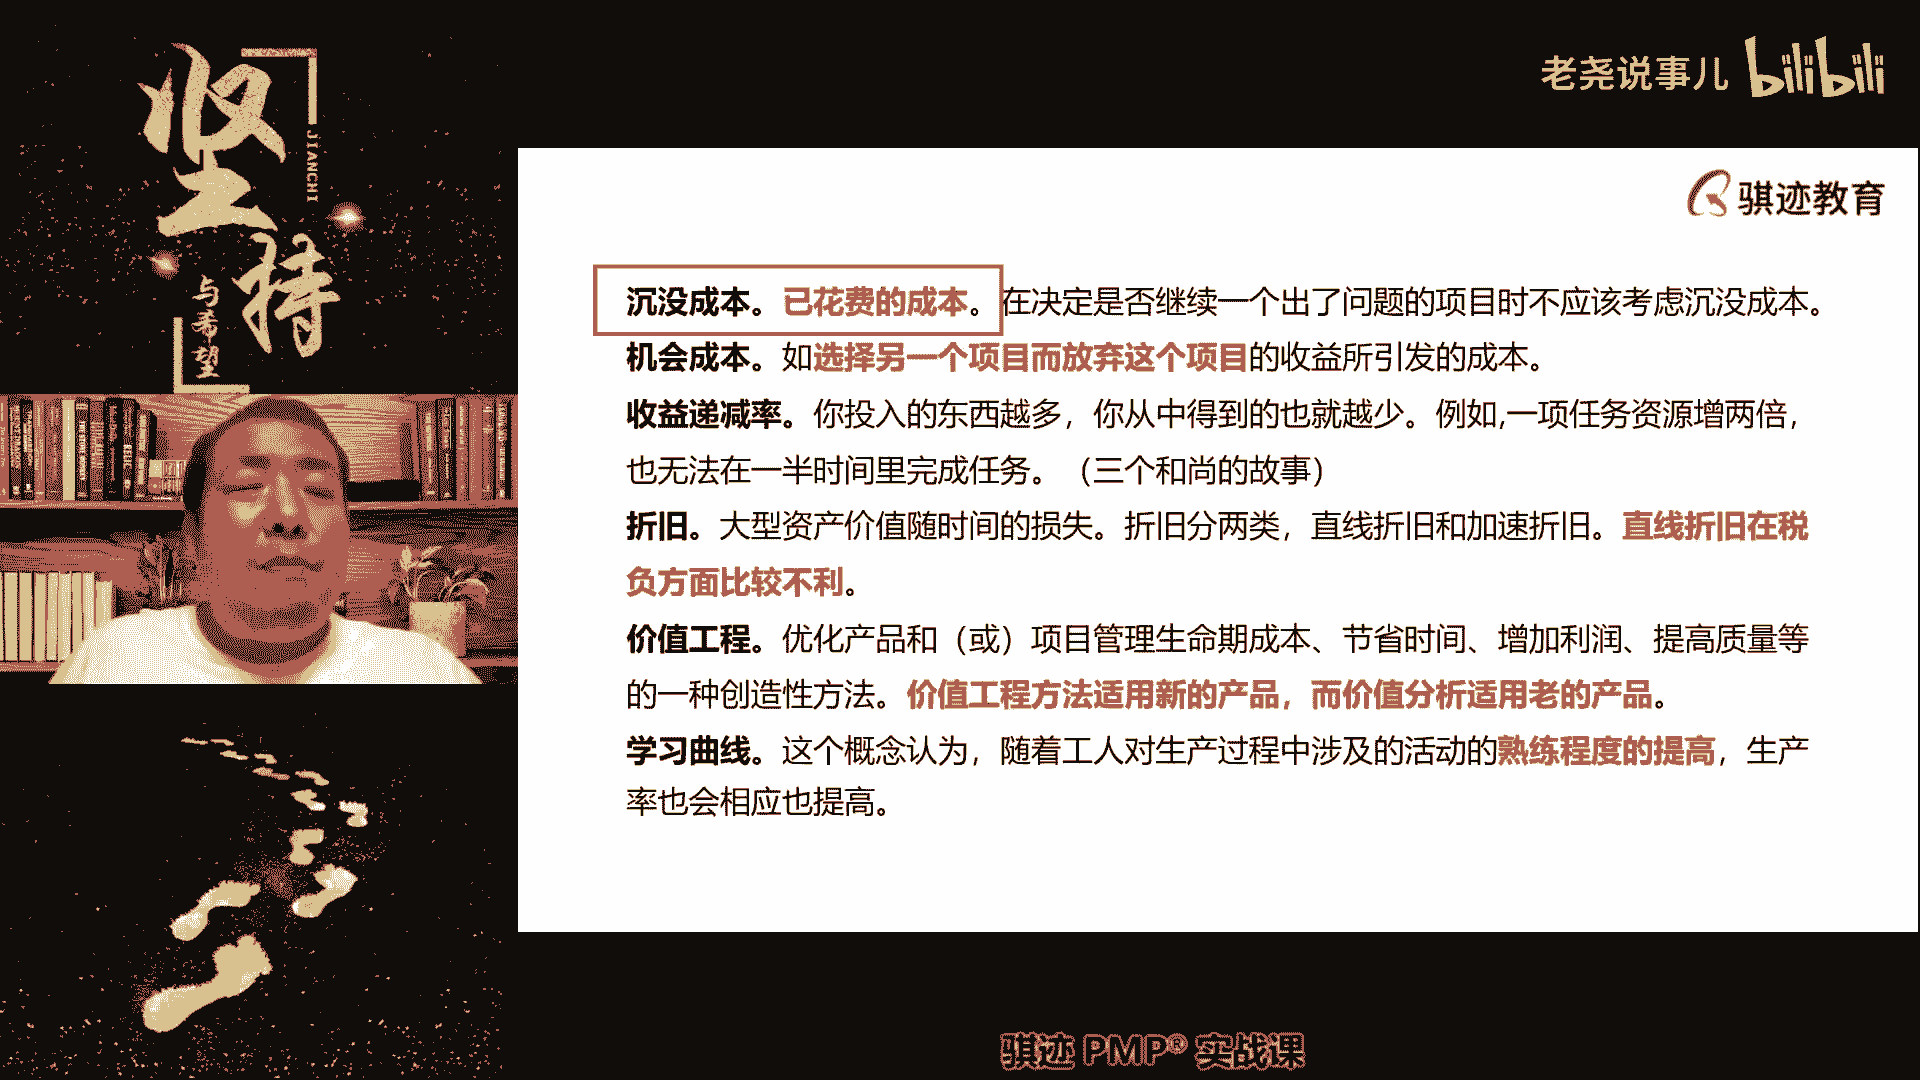 坚持
JIANCHI
与希望
老尧说事儿 bilibili
骐迹教育
沉没成本。已花费的成本。在决定是否继续一个出了问题的项目时不应该考虑沉没成本。
机会成本。如选择另一个项目而放弃这个项目的收益所引发的成本。
收益递减率。你投入的东西越多，你从中得到的也就越少。例如,一项任务资源增两倍，
也无法在一半时间里完成任务。（三个和尚的故事）
折旧。大型资产价值随时间的损失。折旧分两类，直线折旧和加速折旧。直线折旧在税
负方面比较不利。
价值工程。优化产品和（或）项目管理生命期成本、节省时间、增加利润、提高质量等
的一种创造性方法。价值工程方法适用新的产品，而价值分析适用老的产品。
学习曲线。这个概念认为，随着工人对生产过程中涉及的活动的熟练程度的提高，生产
率也会相应也提高。
骐迹 PMP® 实战课